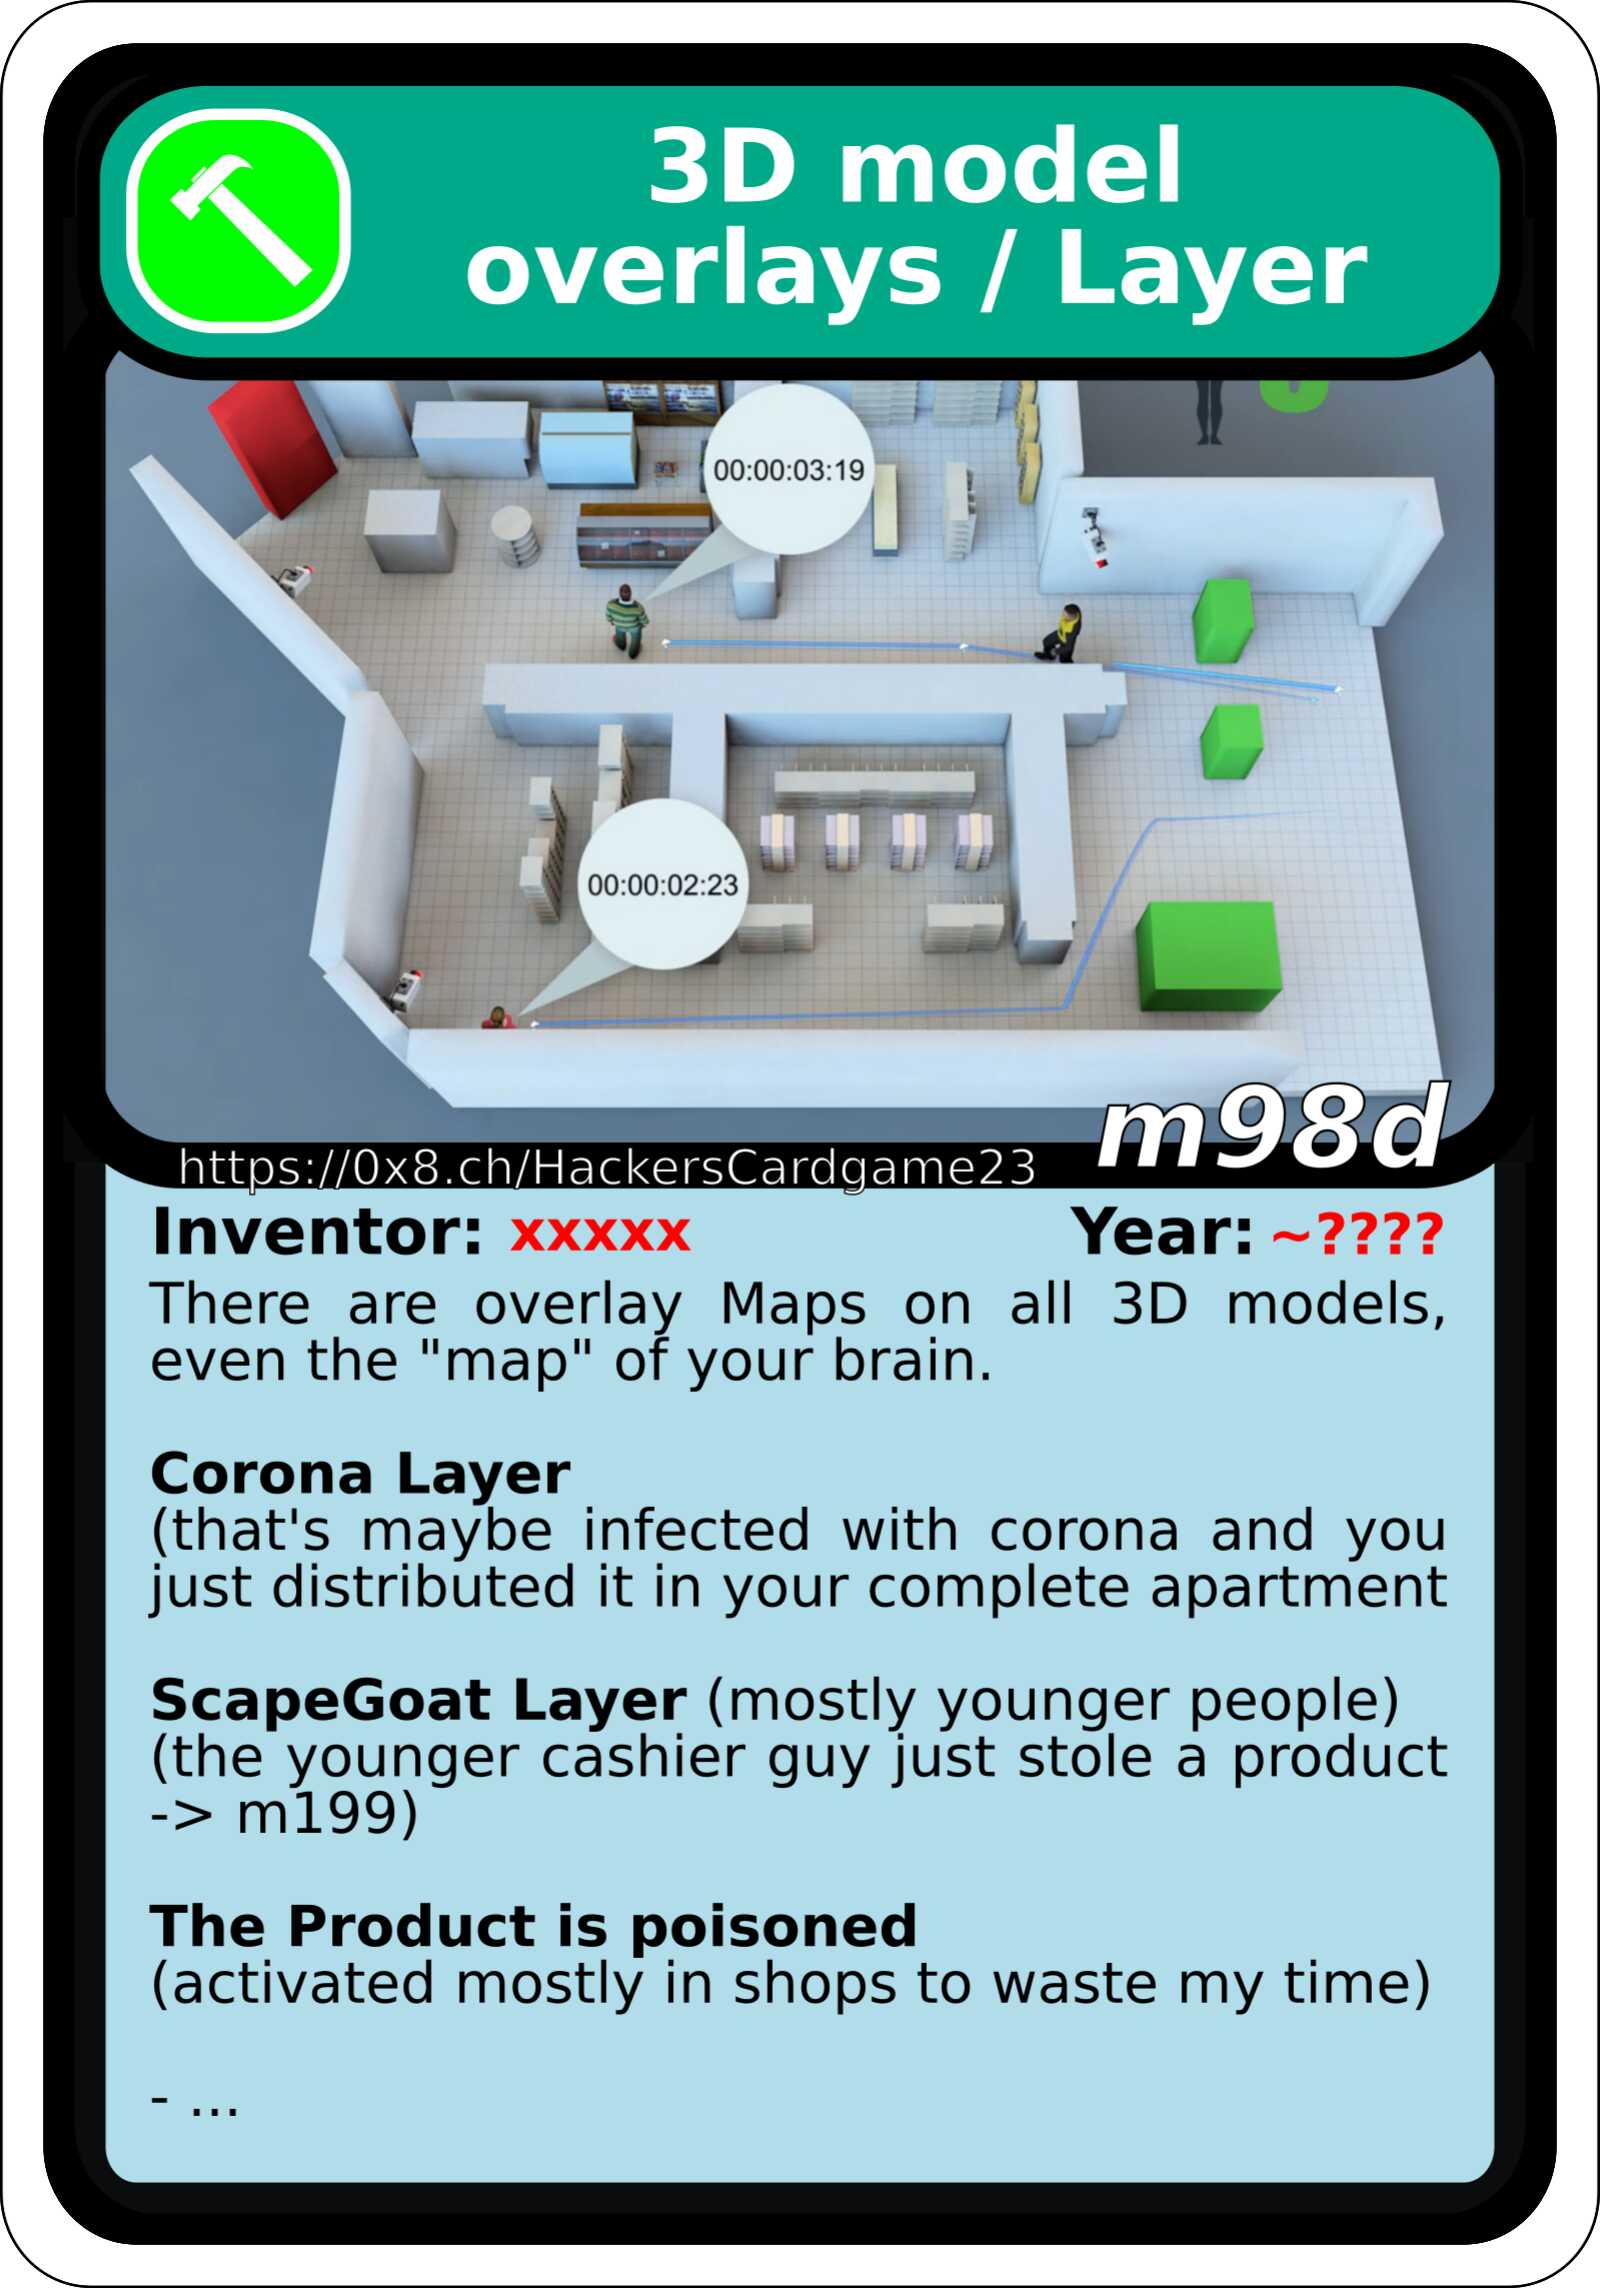 3D model
overlays / Layer
00:00:03:19
00:00:02:23
m98d
https://0x8.ch/HackersCardgame23
Inventor: xxxxx Year: ~????
There are overlay Maps on all 3D models,
even the "map" of your brain.
Corona Layer
(that's maybe infected with corona and you
just distributed it in your complete apartment
ScapeGoat Layer (mostly younger people)
(the younger cashier guy just stole a product
-> m199)
The Product is poisoned
(activated mostly in shops to waste my time)
- ...